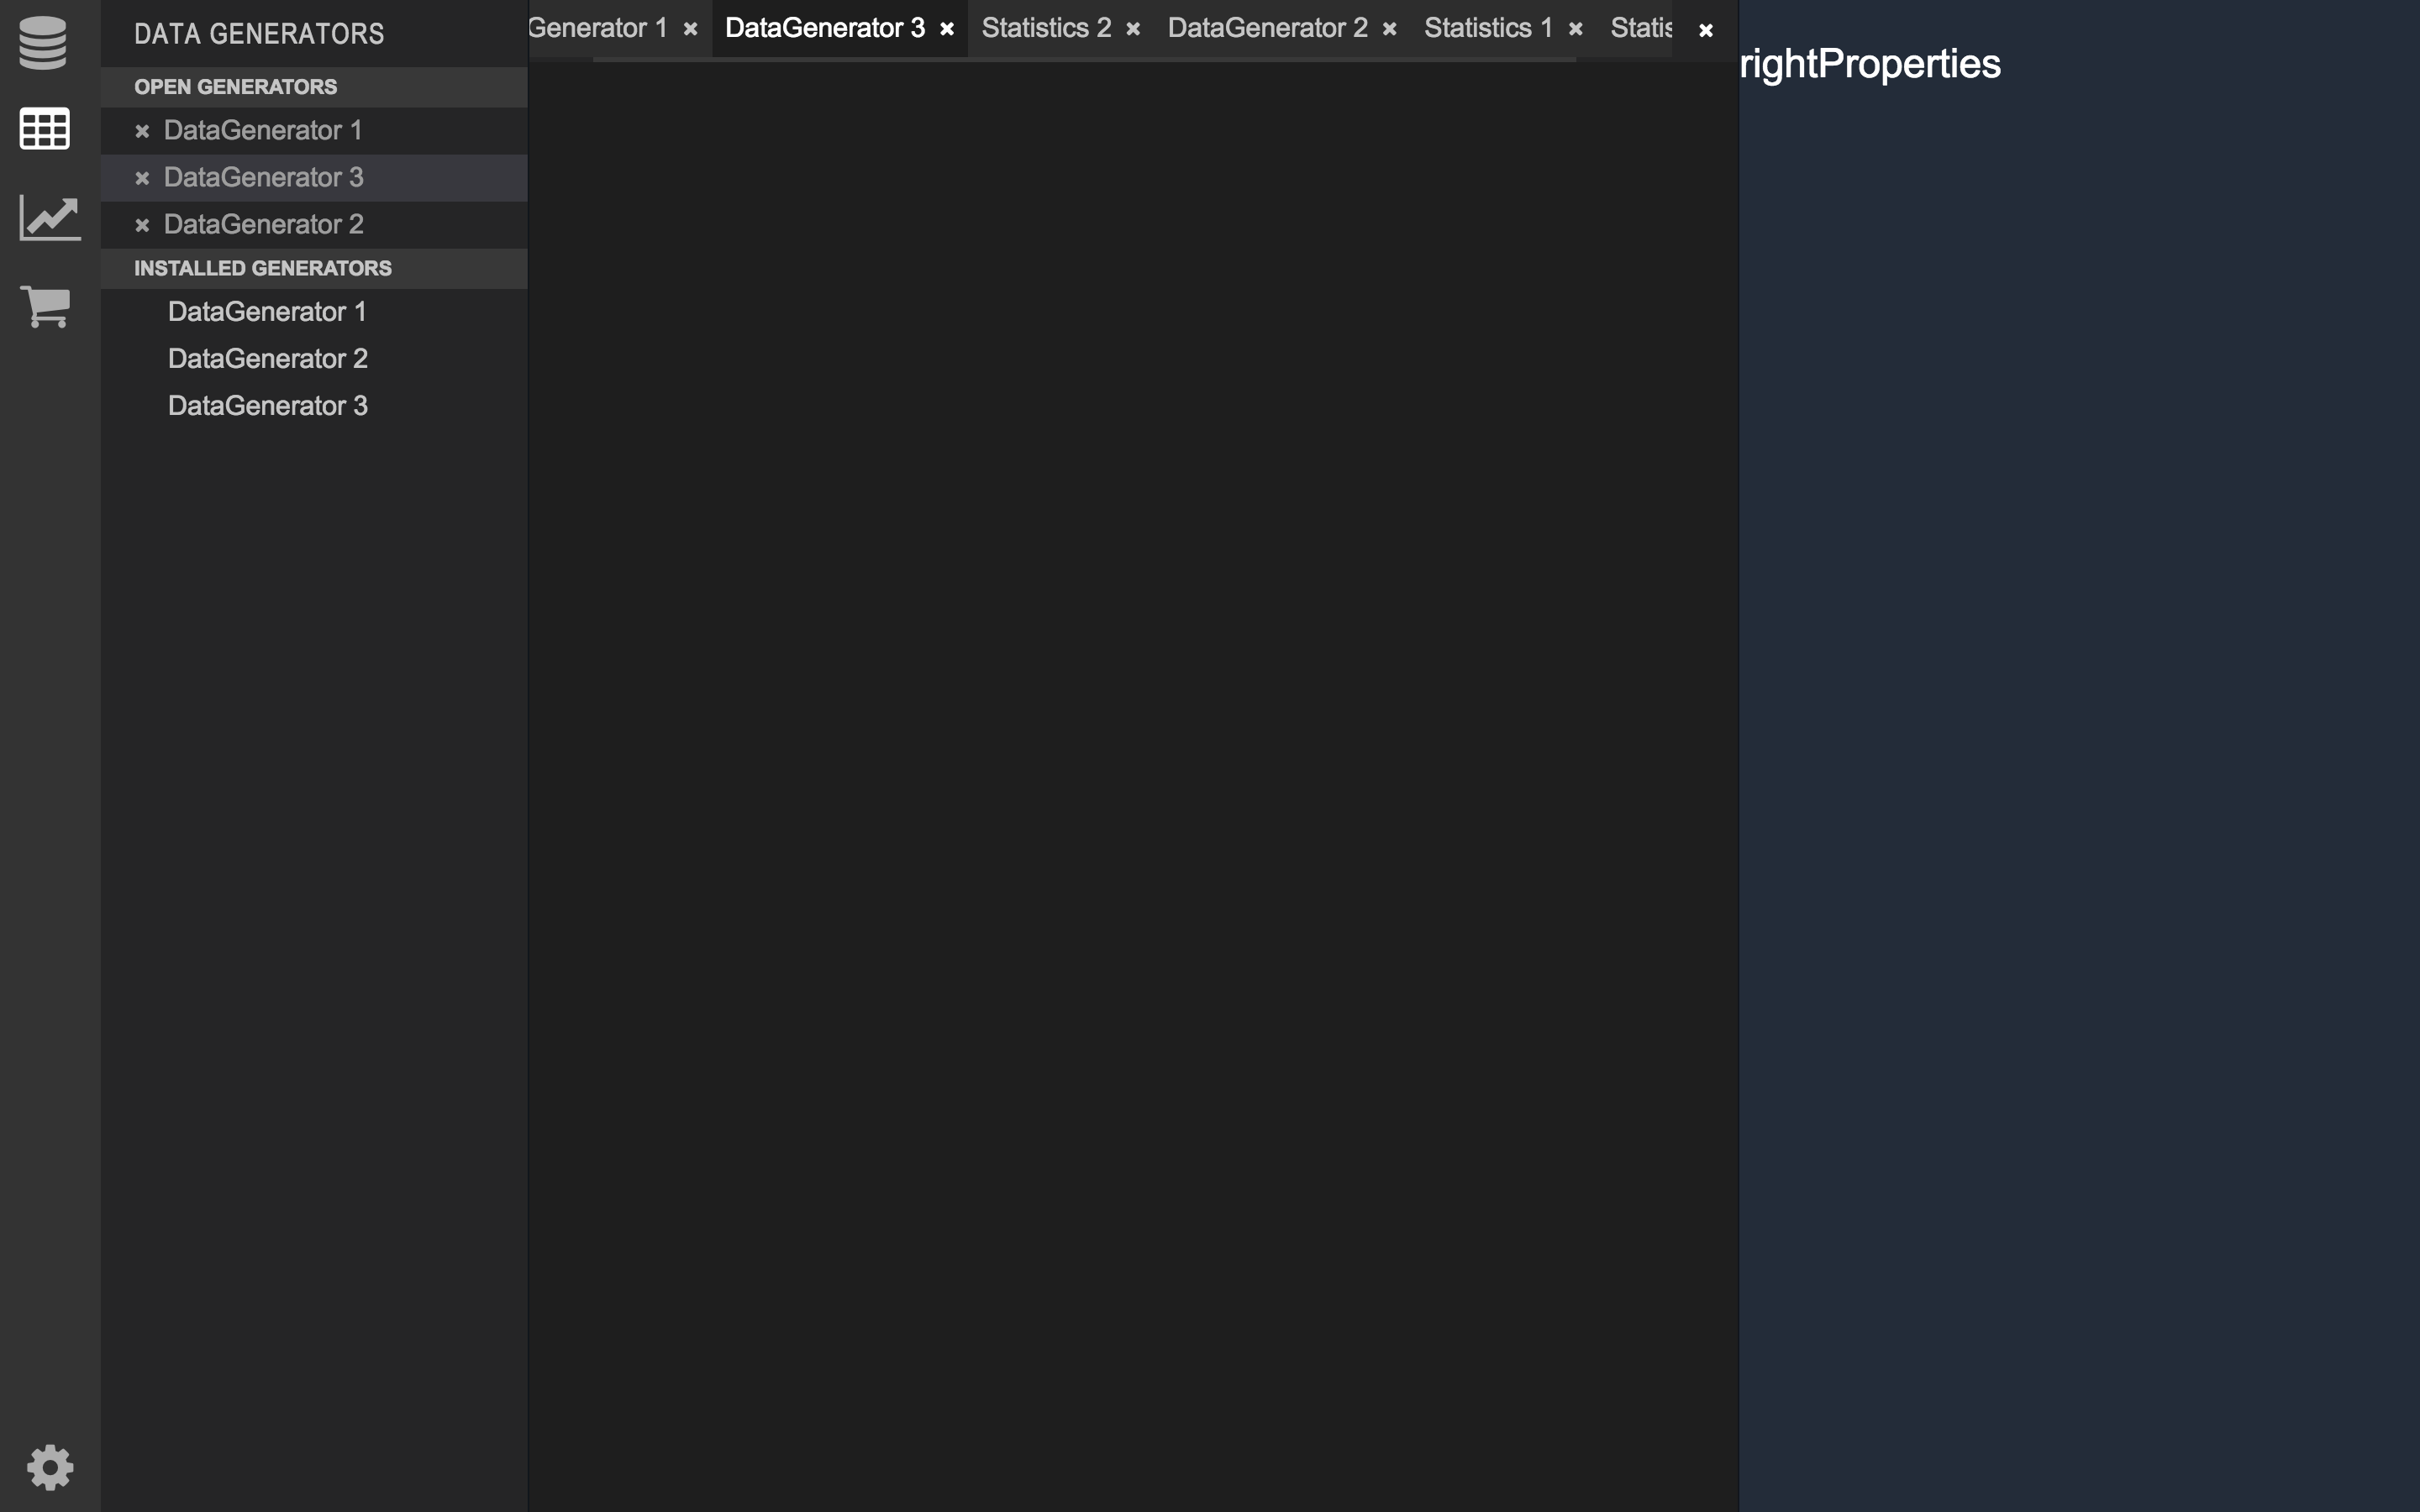 DATA GENERATORS
OPEN GENERATORS
DataGenerator 1
DataGenerator 3
DataGenerator 2
INSTALLED GENERATORS
DataGenerator 1
DataGenerator 2
DataGenerator 3
Generator 1 DataGenerator 3 Statistics 2 DataGenerator 2 Statistics 1 Statis
rightProperties